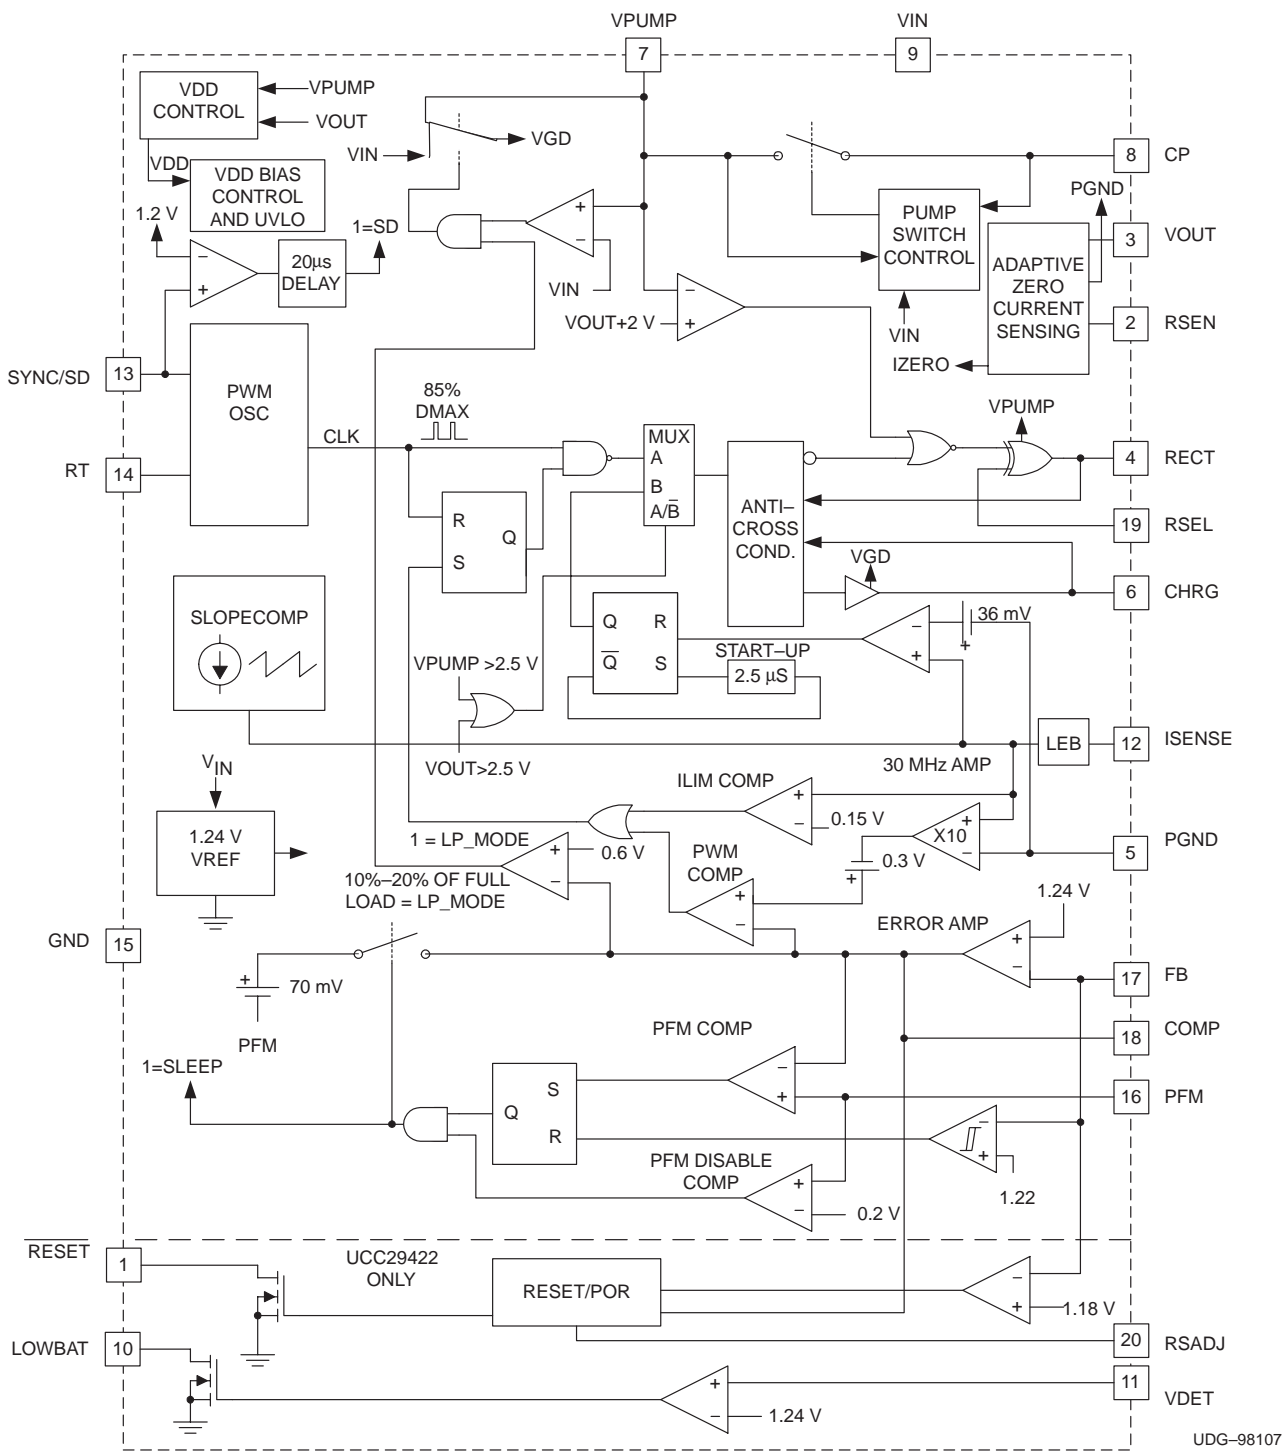 VPUMP
VIN
7
9
VDD
CONTROL
VPUMP
VOUT
VIN
VGD
VDD
VDD BIAS
CONTROL
AND UVLO
8
CP
PGND
PUMP
SWITCH
CONTROL
1.2 V
1=SD
+
−
3
VOUT
−
+
20µs
DELAY
ADAPTIVE
ZERO
CURRENT
SENSING
VIN
VOUT+2 V
−
+
VIN
2
RSEN
IZERO
SYNC/SD
13
PWM
OSC
85%
DMAX
CLK
VPUMP
MUX
A
B
A/B̅
RT
14
4
RECT
ANTI–
CROSS
COND.
R
S
Q
19
RSEL
VGD
6
CHRG
SLOPECOMP
36 mV
Q
R
Q̅
S
−
+
+
START–UP
2.5 µS
VPUMP >2.5 V
VOUT>2.5 V
LEB
12
ISENSE
30 MHz AMP
VIN
ILIM COMP
+
−
0.15 V
1.24 V
VREF
1 = LP_MODE
+
−
0.6 V
X10
+
−
5
PGND
PWM
COMP
0.3 V
+
10%–20% OF FULL
LOAD = LP_MODE
+
−
1.24 V
ERROR AMP
GND
15
+
−
+
70 mV
PFM
17
FB
18
COMP
PFM COMP
1=SLEEP
−
+
S
Q
R
16
PFM
−
+
1.22
PFM DISABLE
COMP
+
−
0.2 V
RESET̅
1
UCC29422
ONLY
RESET/POR
−
+
1.18 V
LOWBAT
10
20
RSADJ
11
VDET
+
−
1.24 V
UDG–98107